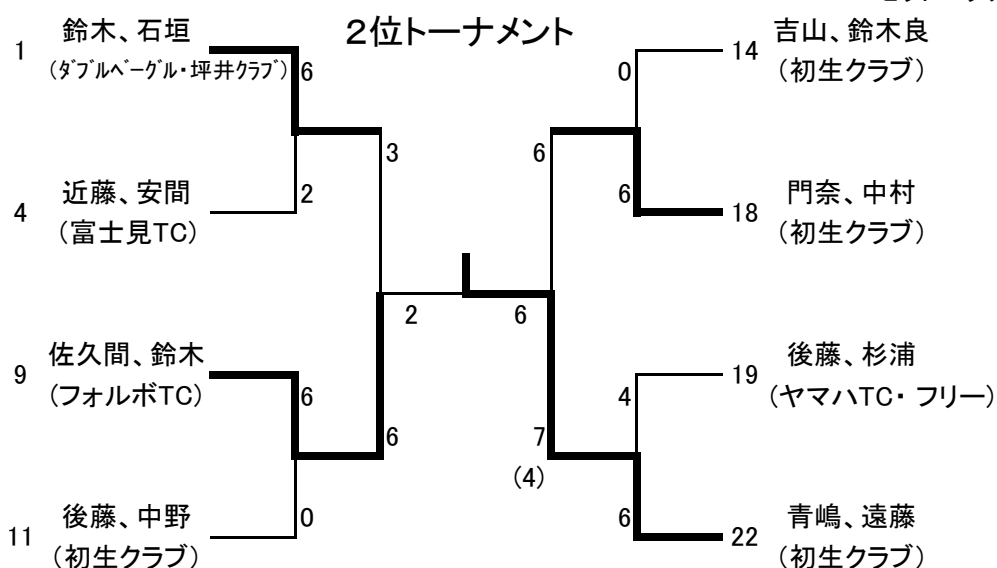 2位トーナメント
1
鈴木、石垣
(ﾀﾞﾌﾞﾙﾍﾞｰｸﾞﾙ・坪井ｸﾗﾌﾞ)
6
4
近藤、安間
(富士見TC)
2
3
9
佐久間、鈴木
(フォルボTC)
6
11
後藤、中野
(初生クラブ)
0
6
2
6
吉山、鈴木良
14
(初生クラブ)
0
6
門奈、中村
18
(初生クラブ)
6
後藤、杉浦
19
(ヤマハTC・フリー)
4
7
(4)
青嶋、遠藤
22
(初生クラブ)
6